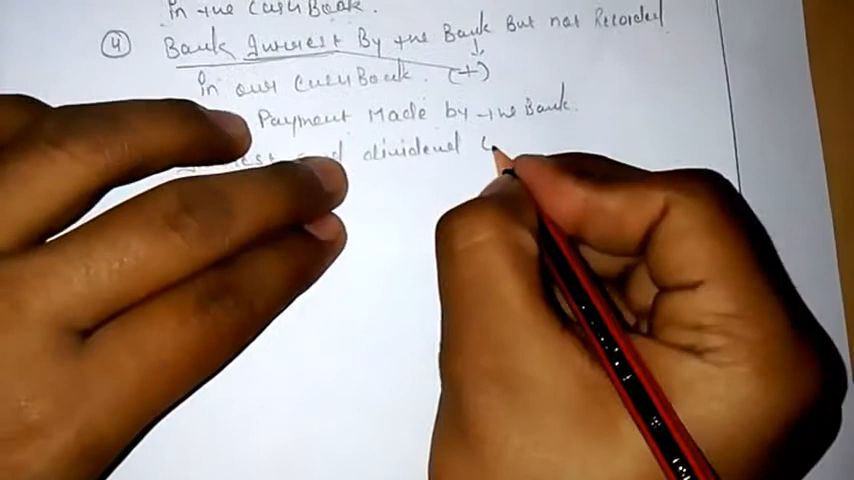 In the Cash Book.
4 Bank Interest By the Bank But not Recorded
In our Cash Book. (+)
Payment Made by the Bank.
dividend (